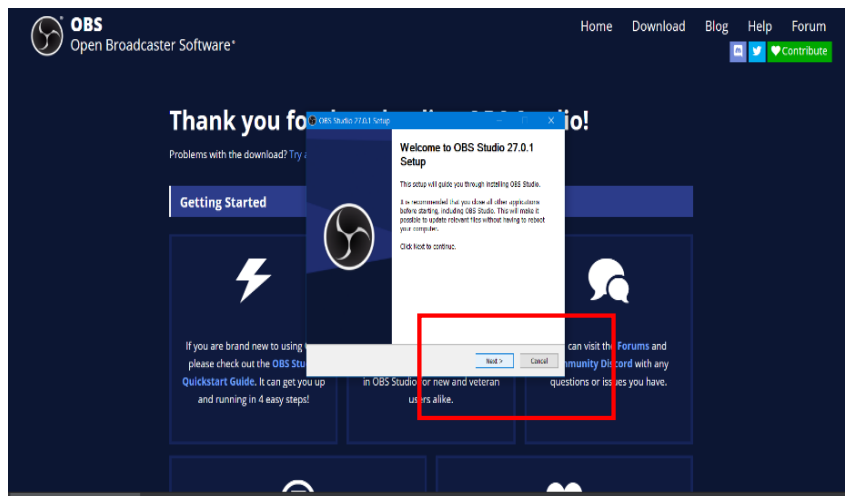 OBS
Open Broadcaster Software®
Home Download Blog Help Forum
Contribute
Thank you fo
io!
Problems with the download? Try
Getting Started
OBS Studio 27.0.1 Setup
Welcome to OBS Studio 27.0.1
Setup
This setup will guide you through installing OBS Studio.
It is recommended that you close all other applications
before starting, including OBS Studio. This will make it
possible to update relevant files without having to reboot
your computer.
Click Next to continue.
Next >
Cancel
If you are brand new to using
please check out the OBS Stu
Quickstart Guide. It can get you up
and running in 4 easy steps!
in OBS Studio for new and veteran
users alike.
can visit the Forums and
mmunity Discord with any
questions or issues you have.